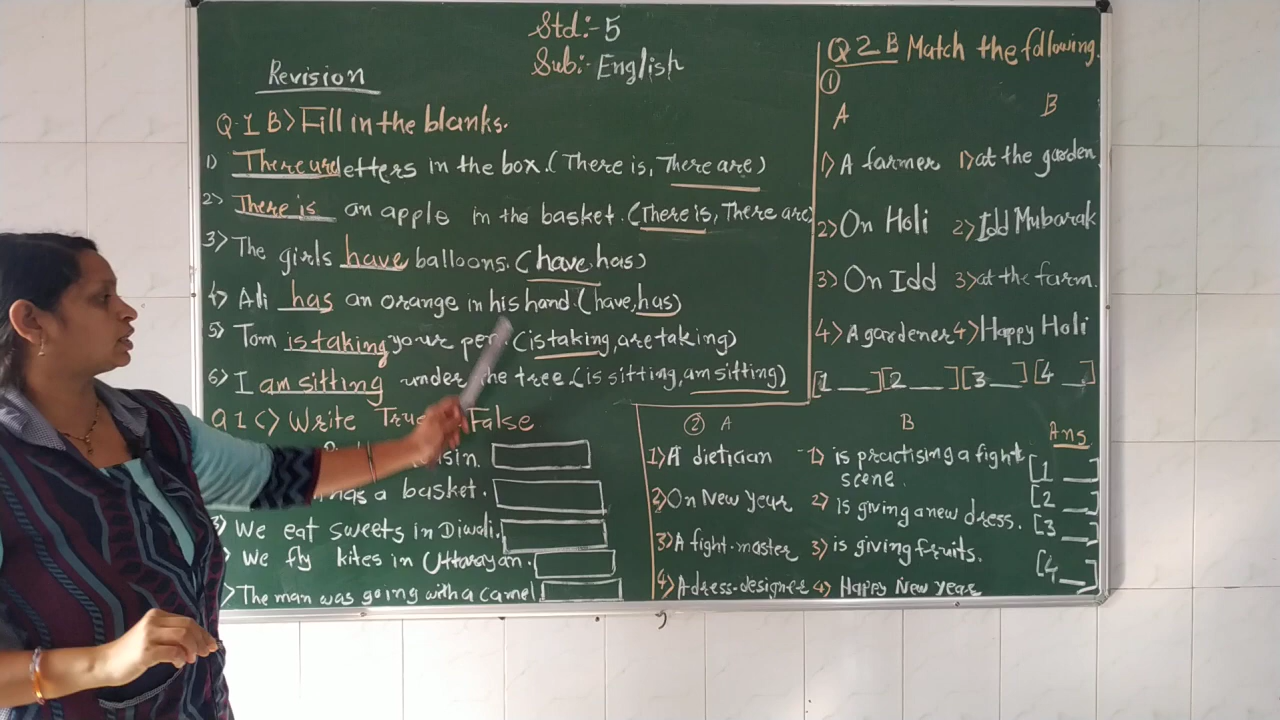 Std:-5
Sub:- English
Revision
Q.1 B> Fill in the blanks.
1) There are letters in the box. (There is, There are)
2) There is an apple in the basket. (There is, There are)
3) The girls have balloons. (have, has)
4) Ali has an orange in his hand. (have, has)
5) Tom is taking your pen. (is taking, are taking)
6) I am sitting under the tree. (is sitting, am sitting)
Q 1 C> Write True False
has a basket.
3) We eat sweets in Diwali.
We fly kites in Uttarayan.
The man was going with a camel
Q 2 B Match the following.
①
A B
1) A farmer 1) at the garden.
2) On Holi 2) Idd Mubarak
3) On Idd 3) at the farm.
4) A gardener 4) Happy Holi
[1 __] [2 __] [3 __] [4 __]
② A B Ans
1) A dietician 1) is practising a fight scene. [1 __]
2) On New Year 2) is giving a new dress. [2 __]
3) A fight-master 3) is giving fruits. [3 __]
4) A dress-designer 4) Happy New Year [4 __]